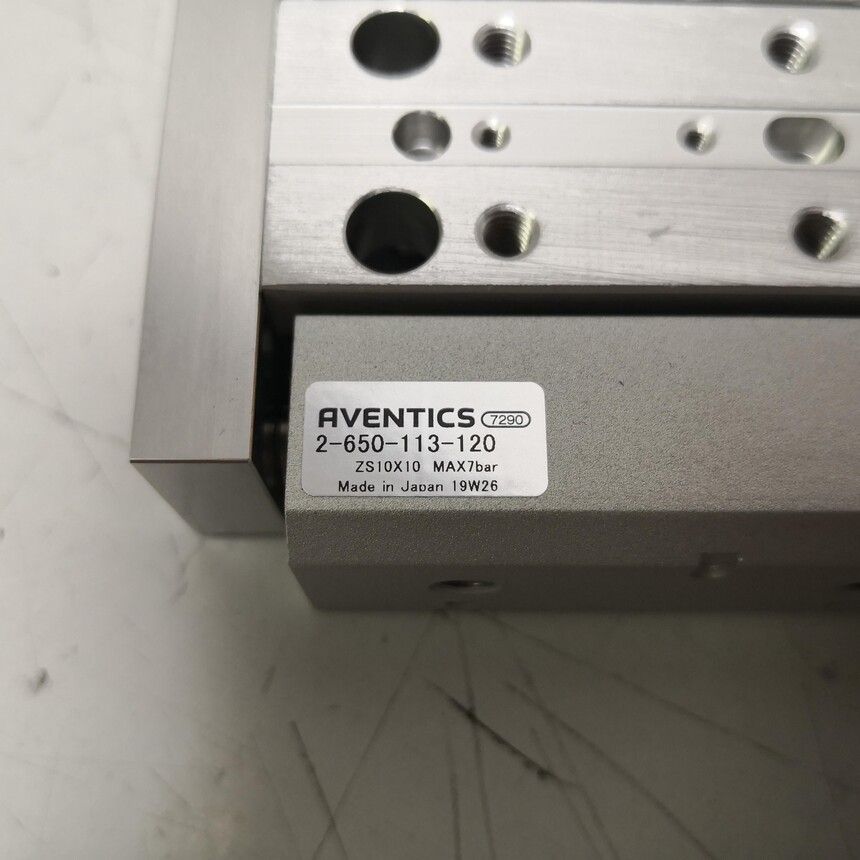 AVENTICS 7290
2-650-113-120
ZS10X10 MAX7bar
Made in Japan 19W26